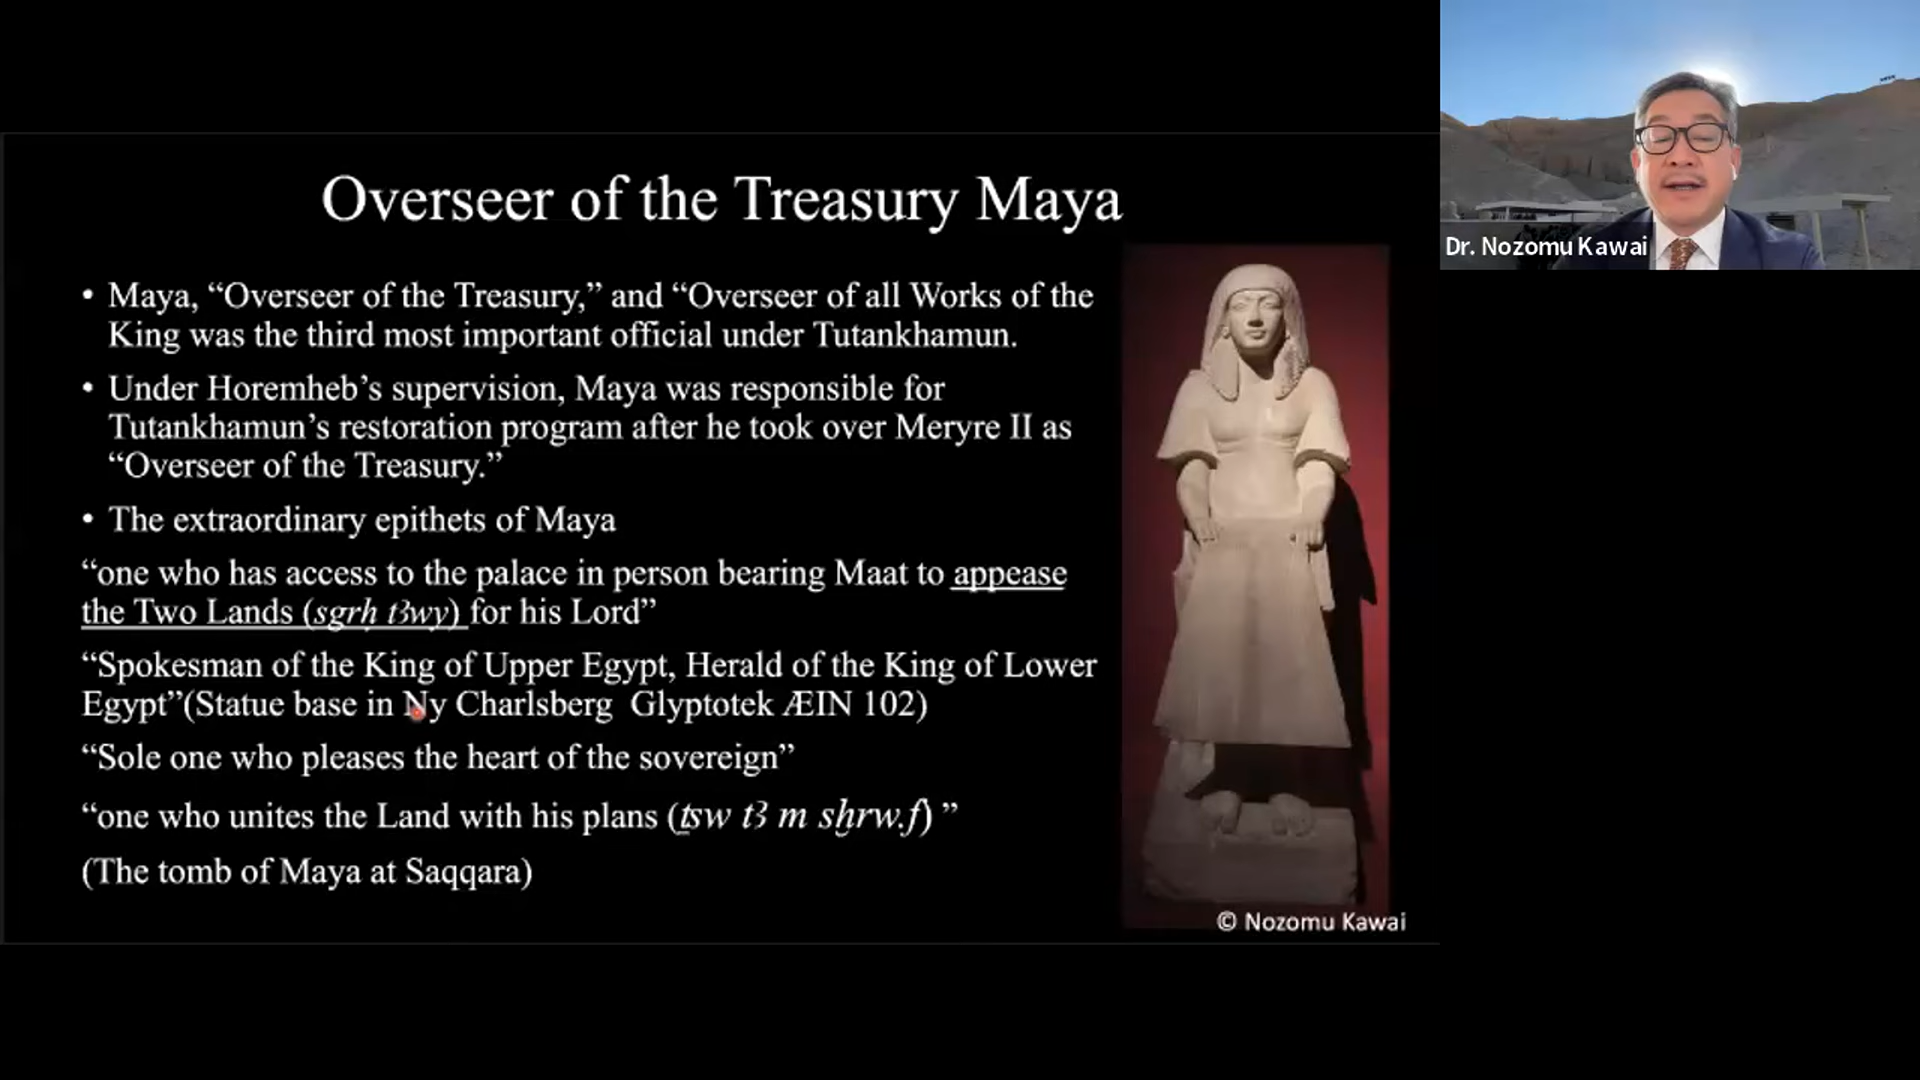 Overseer of the Treasury Maya
• Maya, “Overseer of the Treasury,” and “Overseer of all Works of the
King was the third most important official under Tutankhamun.
• Under Horemheb’s supervision, Maya was responsible for
Tutankhamun’s restoration program after he took over Meryre II as
“Overseer of the Treasury.”
• The extraordinary epithets of Maya
“one who has access to the palace in person bearing Maat to appease
the Two Lands (sgrḥ tꜣwy) for his Lord”
“Spokesman of the King of Upper Egypt, Herald of the King of Lower
Egypt”(Statue base in Ny Charlsberg Glyptotek ÆIN 102)
“Sole one who pleases the heart of the sovereign”
“one who unites the Land with his plans (ṯsw tꜣ m sḫrw.f) ”
(The tomb of Maya at Saqqara)
© Nozomu Kawai
Dr. Nozomu Kawai